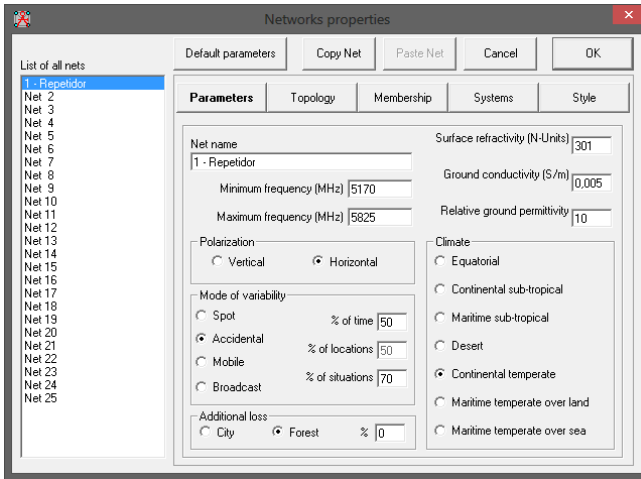 Networks properties
Default parameters
Copy Net
Paste Net
Cancel
OK
List of all nets
1 - Repetidor
Net 2
Net 3
Net 4
Net 5
Net 6
Net 7
Net 8
Net 9
Net 10
Net 11
Net 12
Net 13
Net 14
Net 15
Net 16
Net 17
Net 18
Net 19
Net 20
Net 21
Net 22
Net 23
Net 24
Net 25
Parameters
Topology
Membership
Systems
Style
Net name
1 - Repetidor
Minimum frequency (MHz) 5170
Maximum frequency (MHz) 5825
Surface refractivity (N-Units) 301
Ground conductivity (S/m) 0,005
Relative ground permittivity 10
Polarization
Vertical
Horizontal
Mode of variability
Spot
Accidental
Mobile
Broadcast
% of time 50
% of locations 50
% of situations 70
Additional loss
City
Forest
% 0
Climate
Equatorial
Continental sub-tropical
Maritime sub-tropical
Desert
Continental temperate
Maritime temperate over land
Maritime temperate over sea